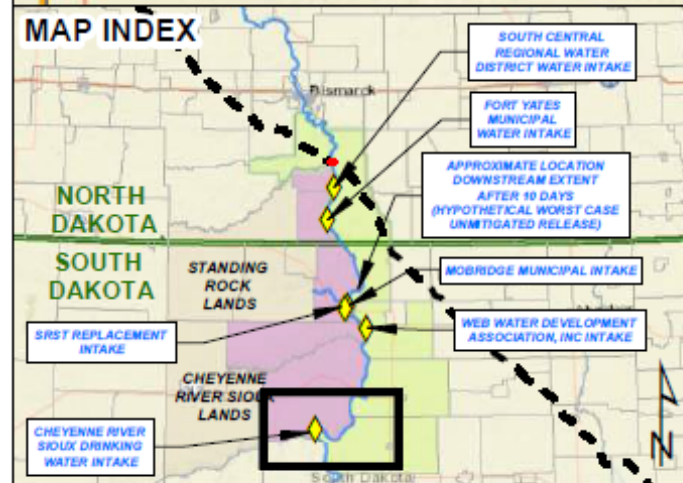 MAP INDEX
SOUTH CENTRAL
REGIONAL WATER
DISTRICT WATER INTAKE
Bismarck
FORT YATES
MUNICIPAL
WATER INTAKE
APPROXIMATE LOCATION
DOWNSTREAM EXTENT
AFTER 10 DAYS
(HYPOTHETICAL WORST CASE
UNMITIGATED RELEASE)
NORTH
DAKOTA
SOUTH
DAKOTA
STANDING
ROCK
LANDS
MOBRIDGE MUNICIPAL INTAKE
SRST REPLACEMENT
INTAKE
WEB WATER DEVELOPMENT
ASSOCIATION, INC INTAKE
CHEYENNE
RIVER SIOUX
LANDS
CHEYENNE RIVER
SIOUX DRINKING
WATER INTAKE
South Dakota
N